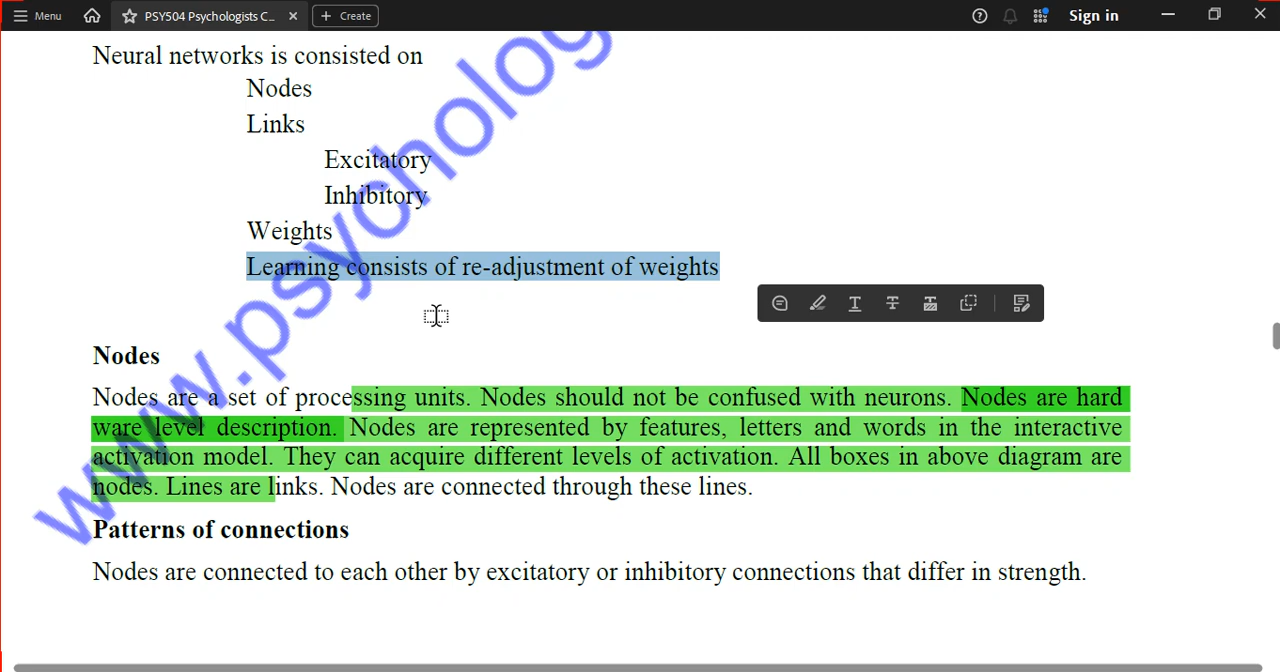 Menu
PSY504 Psychologists C...
Create
Sign in
Neural networks is consisted on
Nodes
Links
Excitatory
Inhibitory
Weights
Learning consists of re-adjustment of weights
Nodes
Nodes are a set of processing units. Nodes should not be confused with neurons. Nodes are hard
ware level description. Nodes are represented by features, letters and words in the interactive
activation model. They can acquire different levels of activation. All boxes in above diagram are
nodes. Lines are links. Nodes are connected through these lines.
Patterns of connections
Nodes are connected to each other by excitatory or inhibitory connections that differ in strength.
www.psycholog